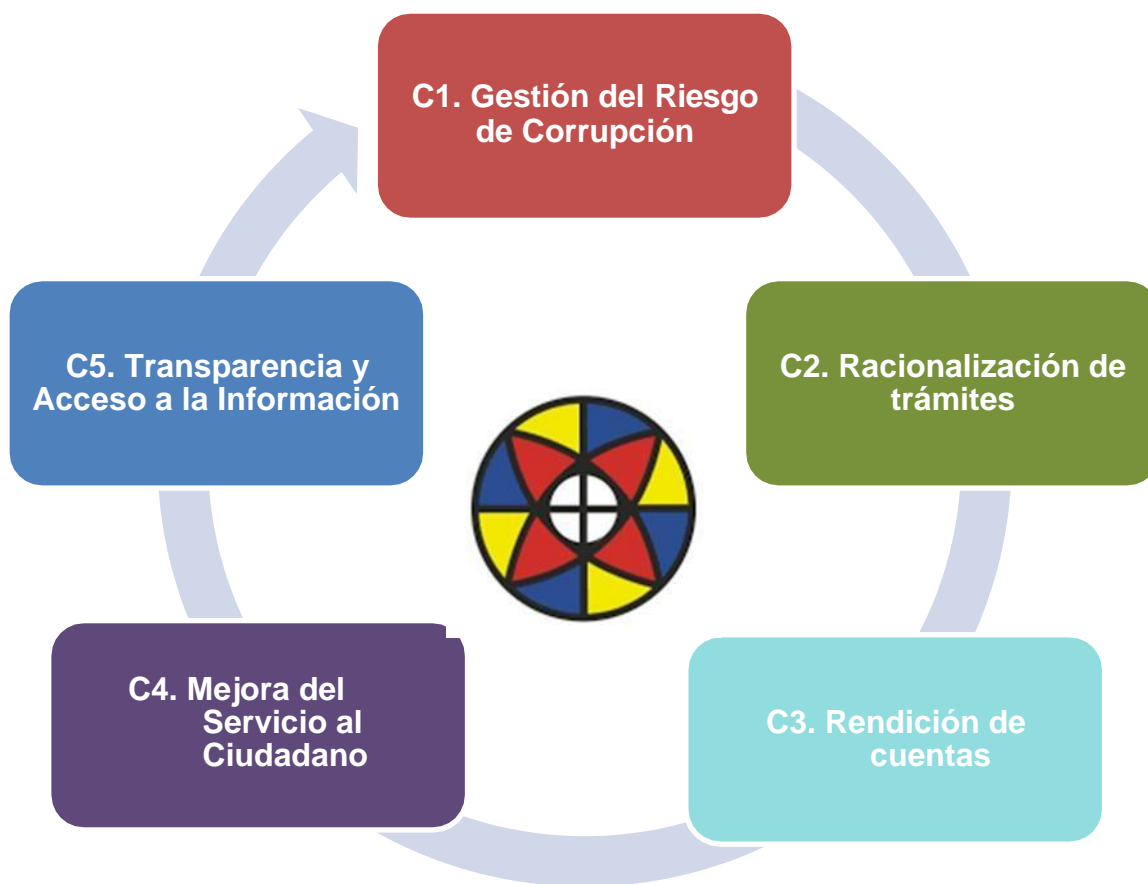 C1. Gestión del Riesgo
de Corrupción
C2. Racionalización de
trámites
C3. Rendición de
cuentas
C4. Mejora del
Servicio al
Ciudadano
C5. Transparencia y
Acceso a la Información